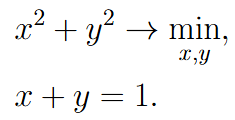 x² + y² → min,
x,y
x + y = 1.